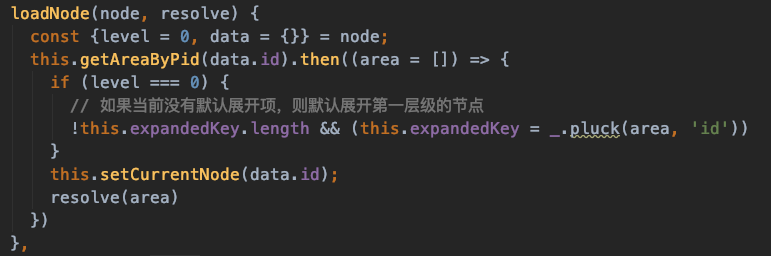 loadNode(node, resolve) {
const {level = 0, data = {}} = node;
this.getAreaByPid(data.id).then((area = []) => {
if (level === 0) {
// 如果当前没有默认展开项，则默认展开第一层级的节点
!this.expandedKey.length && (this.expandedKey = _.pluck(area, 'id'))
}
this.setCurrentNode(data.id);
resolve(area)
})
},